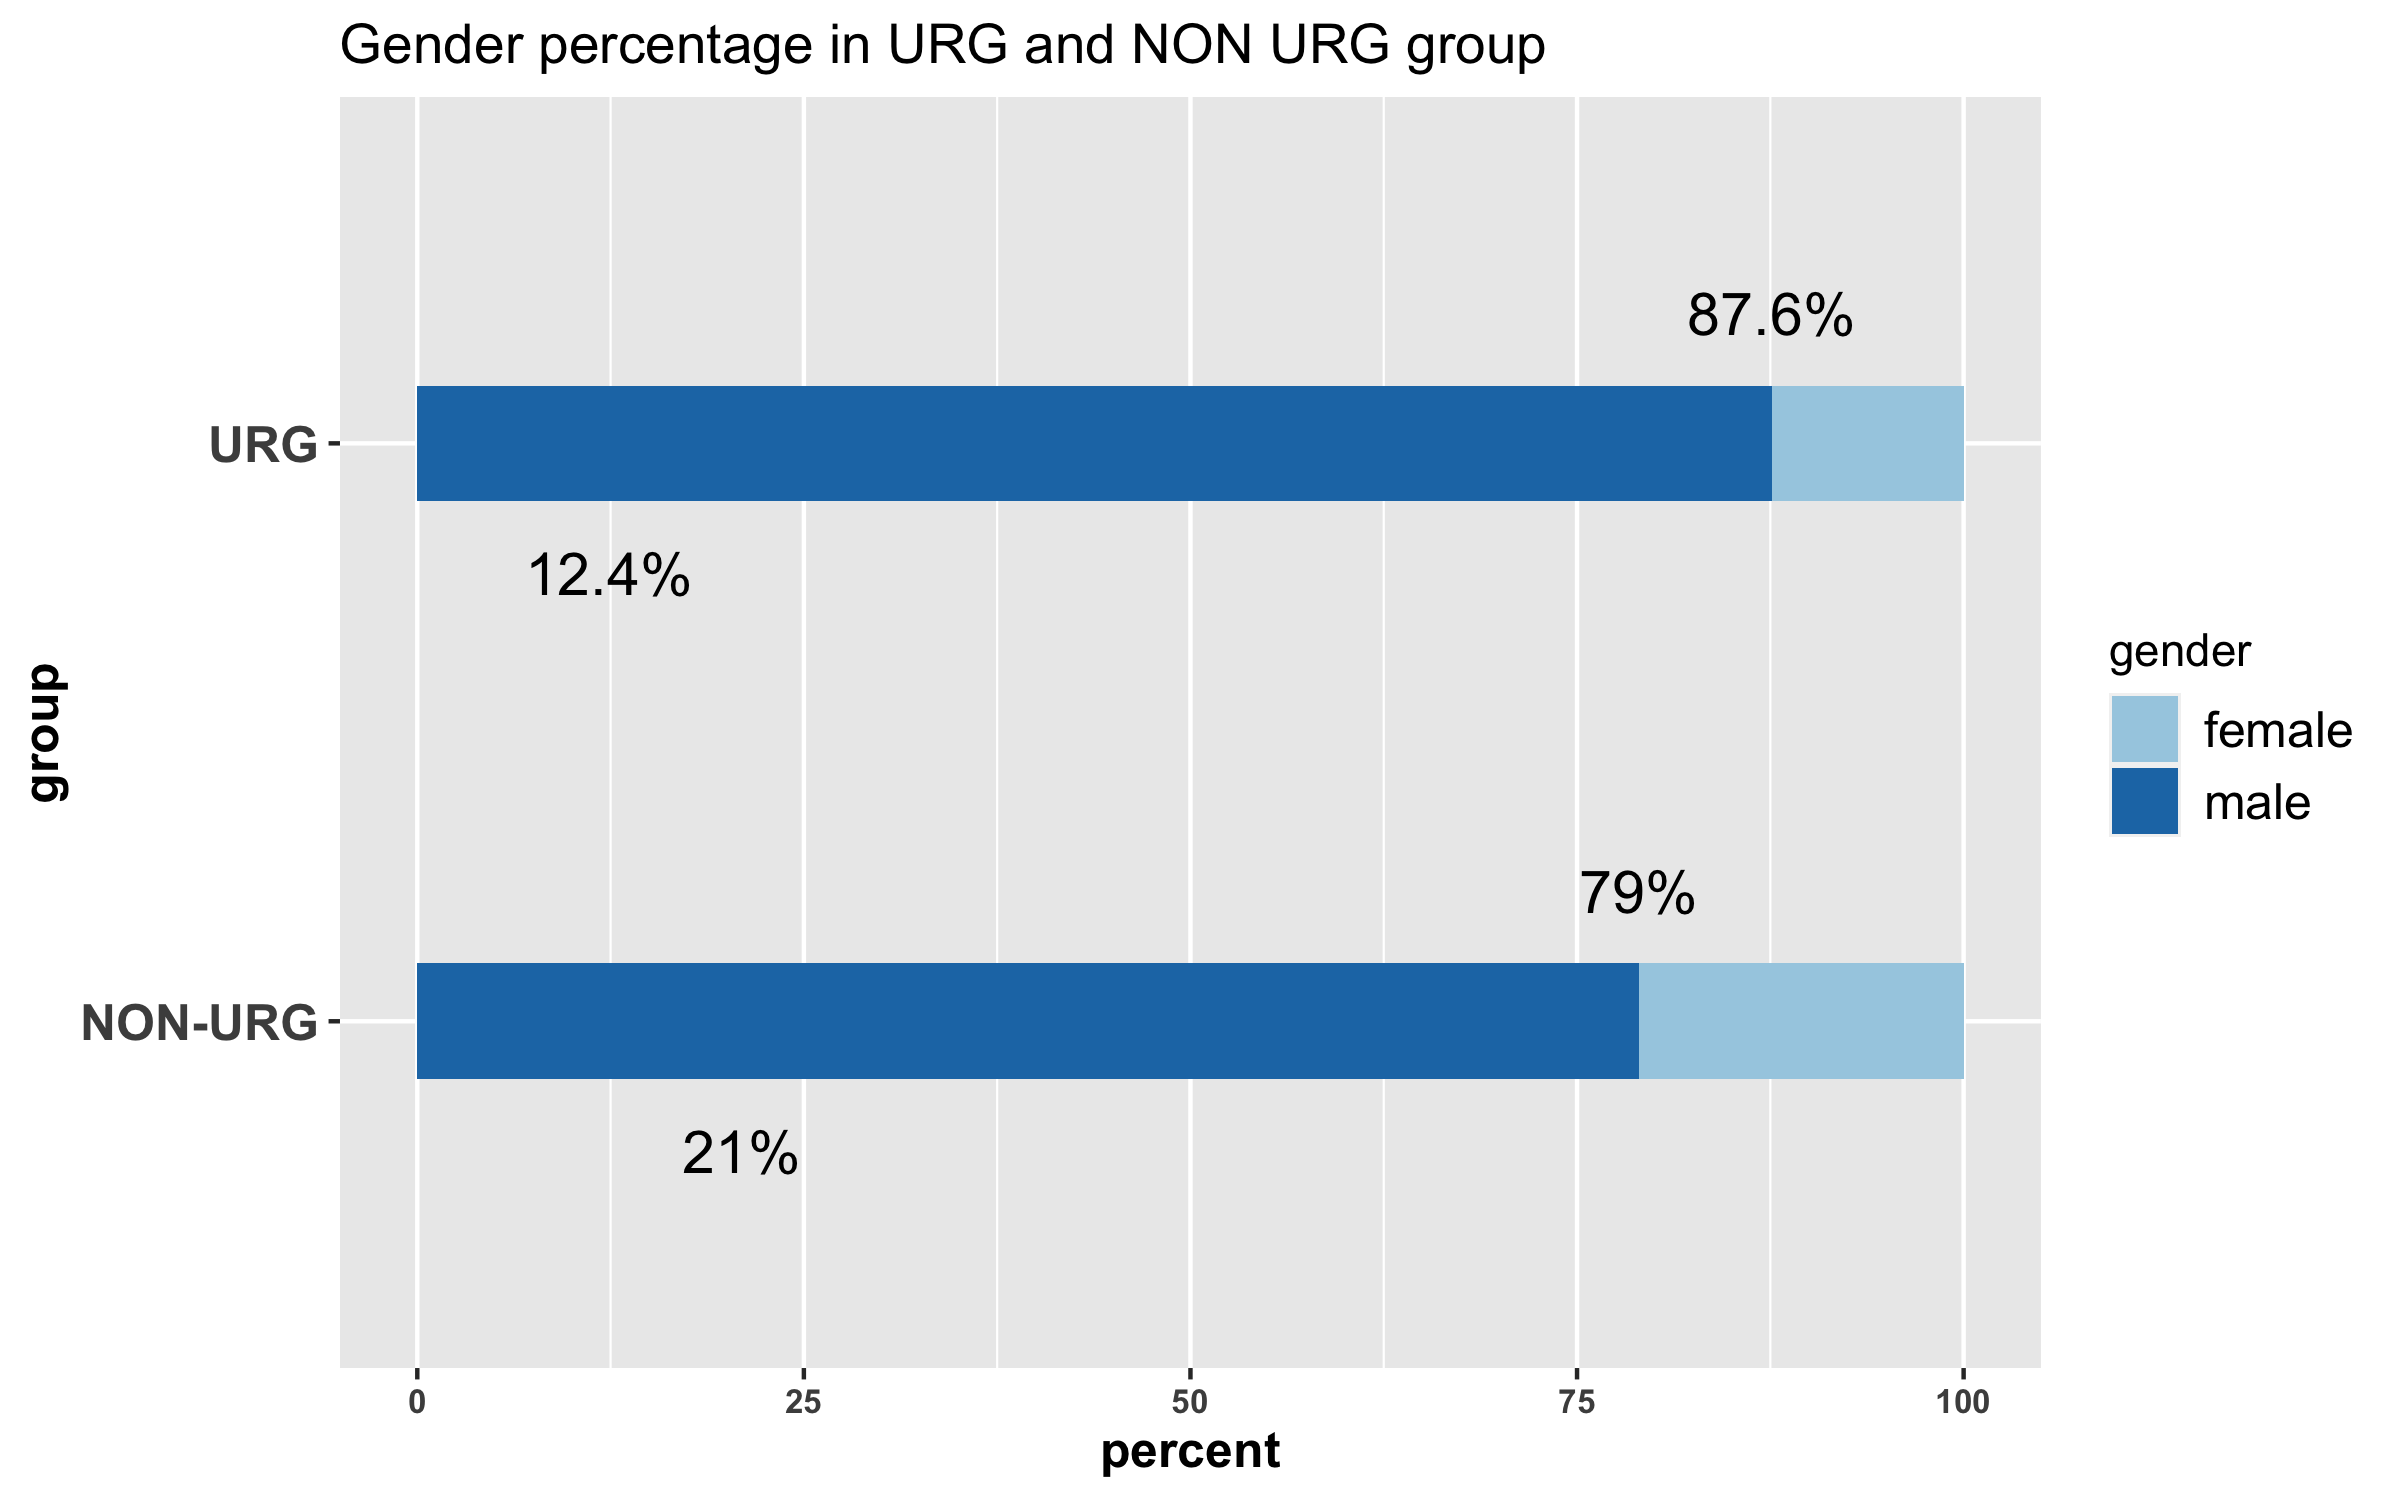 Gender percentage in URG and NON URG group
87.6%
URG
12.4%
group
gender
female
male
79%
NON-URG
21%
0 25 50 75 100
percent